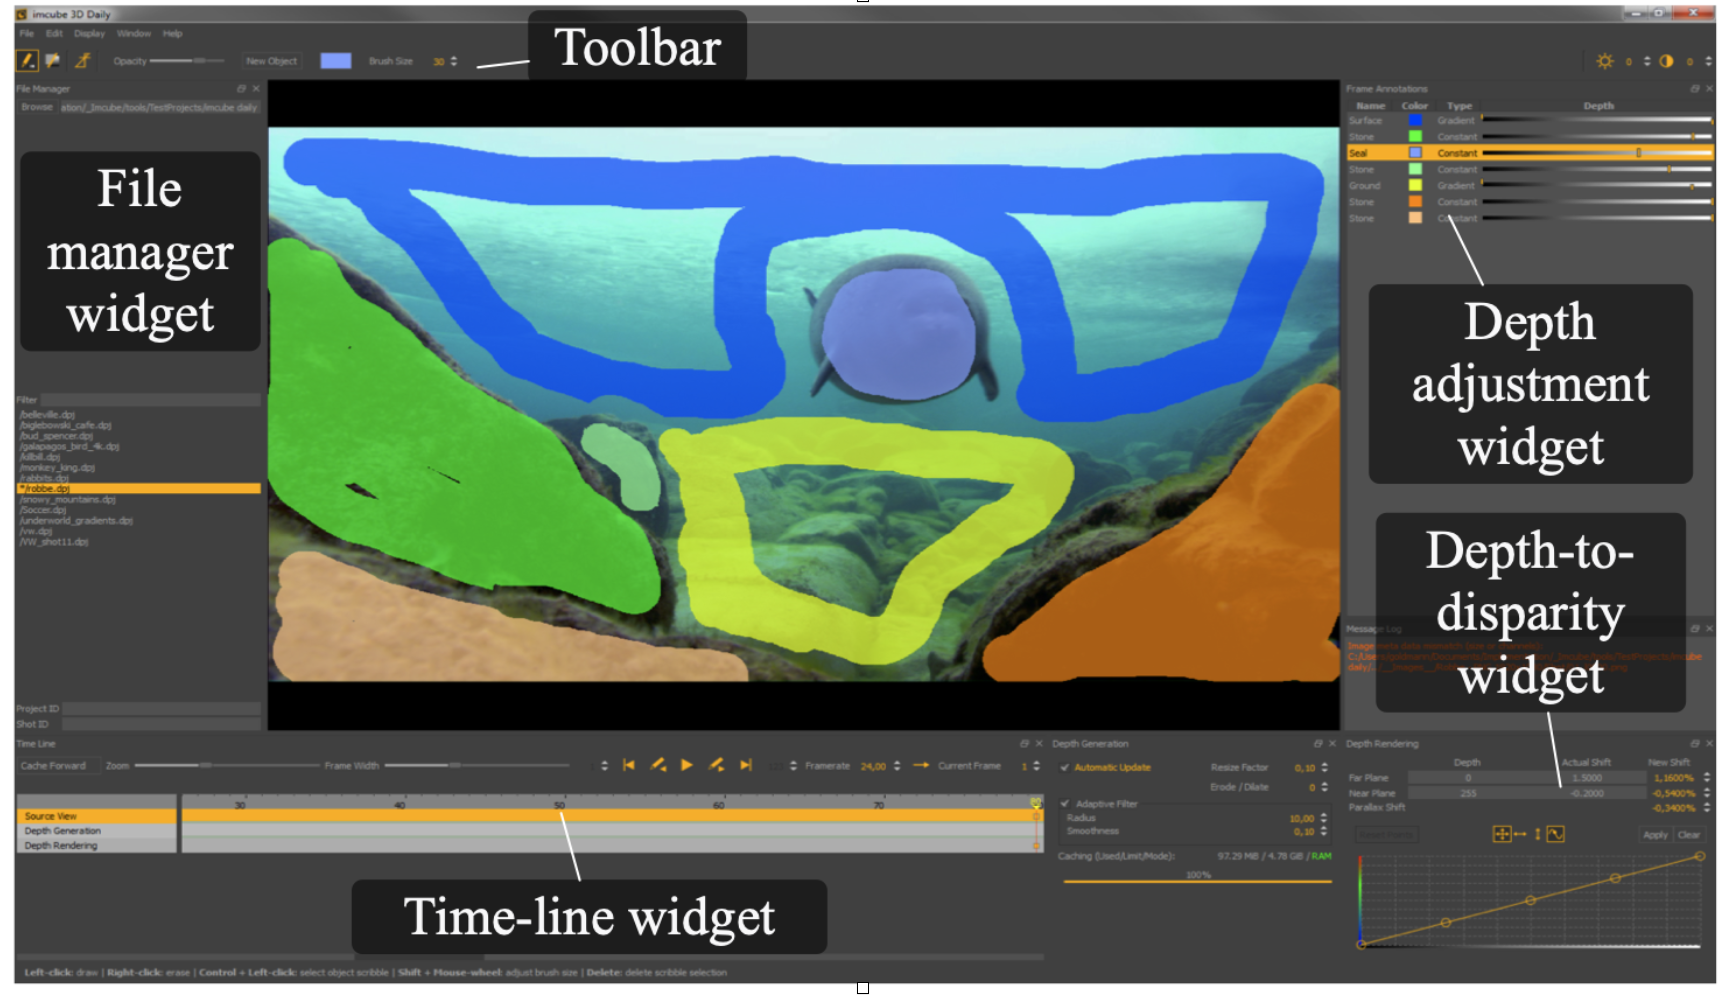 imcube 3D Daily
File Edit Display Window Help
Opacity New Object Brush Size 30 0 0
Toolbar
File Manager
Browse ation/_Imcube/tools/TestProjects/imcube daily
File
manager
widget
Filter
/belleville.dpj
/biglebowski_cafe.dpj
/bud_spencer.dpj
/galapagos_bird_4k.dpj
/killbill.dpj
/monkey_king.dpj
/rabbits.dpj
*/robbe.dpj
/snowy_mountains.dpj
/Soccer.dpj
/underworld_gradients.dpj
/vw.dpj
/VW_shot11.dpj
Project ID
Shot ID
Frame Annotations
Name Color Type Depth
Surface Gradient
Stone Constant
Seal Constant
Stone Constant
Ground Gradient
Stone Constant
Stone Constant
Depth
adjustment
widget
Depth-to-
disparity
widget
Message Log
Time Line
Cache Forward Zoom Frame Width Framerate 24,00 Current Frame 1
30 40 50 60 70
Source View
Depth Generation
Depth Rendering
Time-line widget
Depth Generation
Automatic Update Resize Factor 0,10
Erode / Dilate 0
Adaptive Filter
Radius 10,00
Smoothness 0,10
Caching (Used/Limit/Mode): 97.29 MiB / 4.78 GiB / RAM
100%
Depth Rendering
Depth Actual Shift New Shift
Far Plane 0 1.5000 1,1600%
Near Plane 255 -0.2000 -0,5400%
Parallax Shift -0,3400%
Apply Clear
Left-click: draw | Right-click: erase | Control + Left-click: select object scribble | Shift + Mouse-wheel: adjust brush size | Delete: delete scribble selection